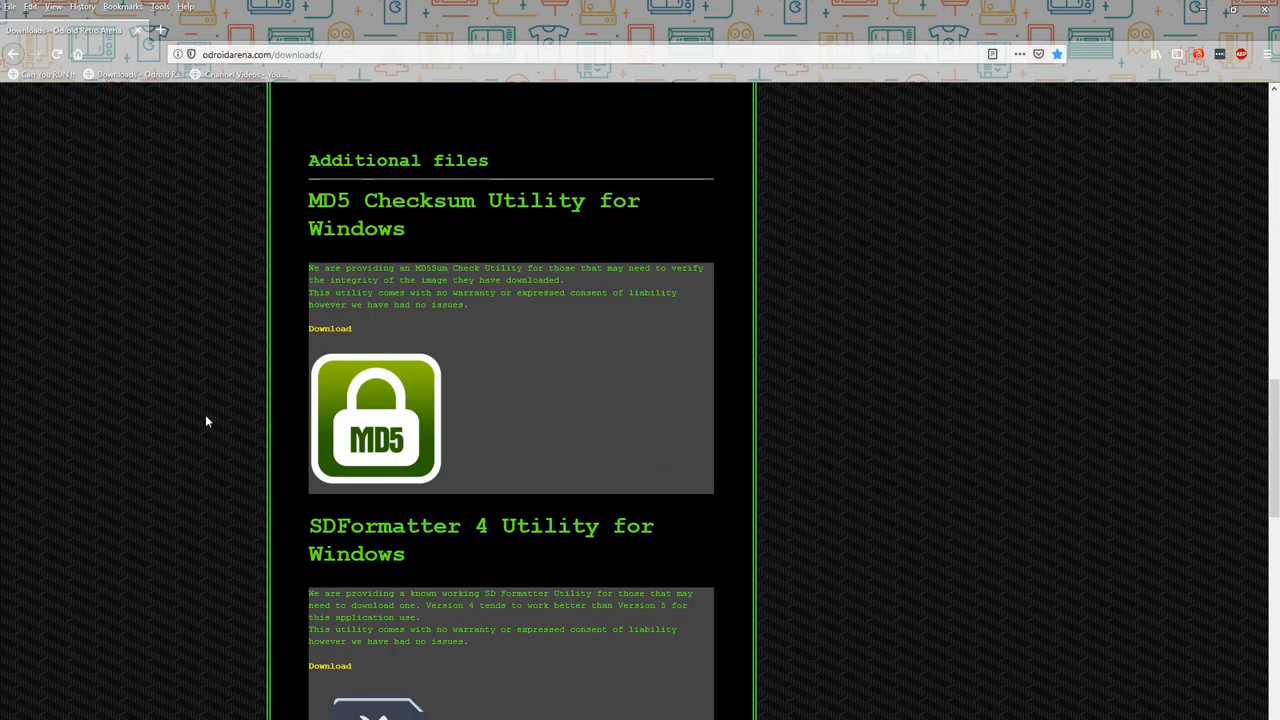 File Edit View History Bookmarks Tools Help
Downloads – Odroid Retro Arena
odroidarena.com/downloads/
Can You RUN It Downloads – Odroid R... Channel Videos - You...
ABP
Additional files
MD5 Checksum Utility for
Windows
We are providing an MD5Sum Check Utility for those that may need to verify
the integrity of the image they have downloaded.
This utility comes with no warranty or expressed consent of liability
however we have had no issues.
Download
MD5
SDFormatter 4 Utility for
Windows
We are providing a known working SD Formatter Utility for those that may
need to download one. Version 4 tends to work better than Version 5 for
this application use.
This utility comes with no warranty or expressed consent of liability
however we have had no issues.
Download